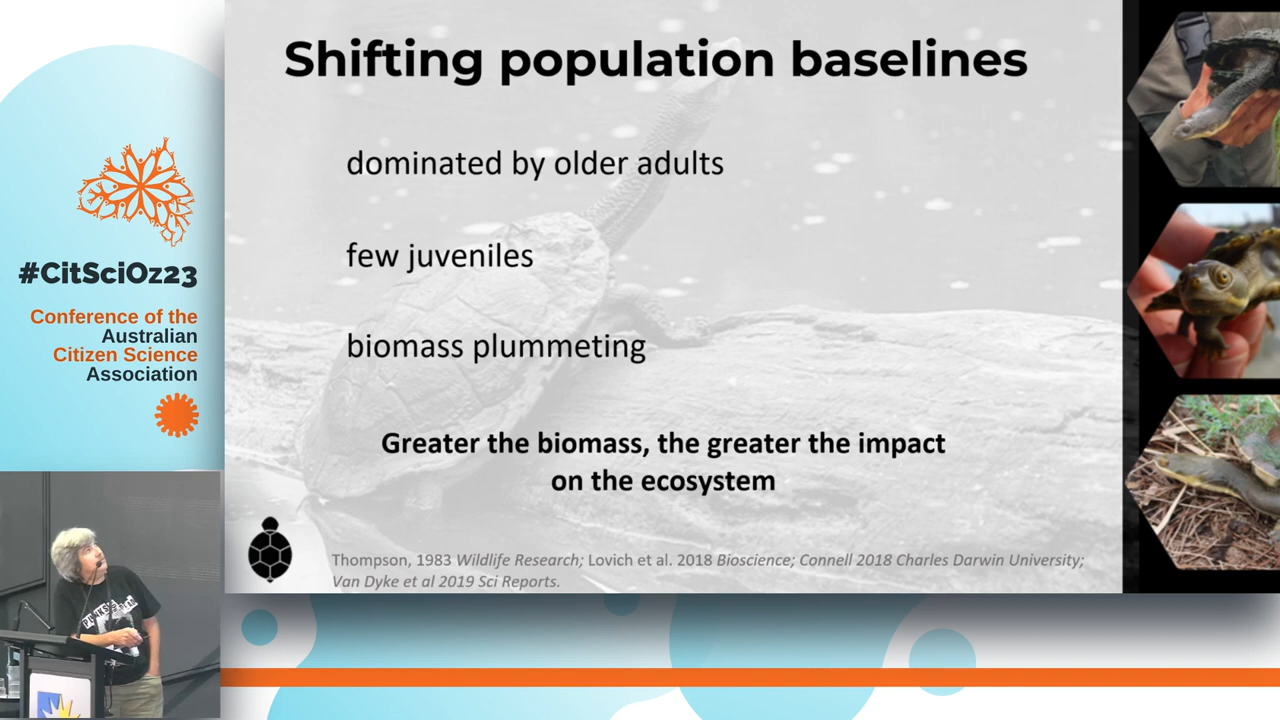 Shifting population baselines
dominated by older adults
few juveniles
biomass plummeting
Greater the biomass, the greater the impact
on the ecosystem
Thompson, 1983 Wildlife Research; Lovich et al. 2018 Bioscience; Connell 2018 Charles Darwin University;
Van Dyke et al 2019 Sci Reports.
#CitSciOz23
Conference of the
Australian
Citizen Science
Association